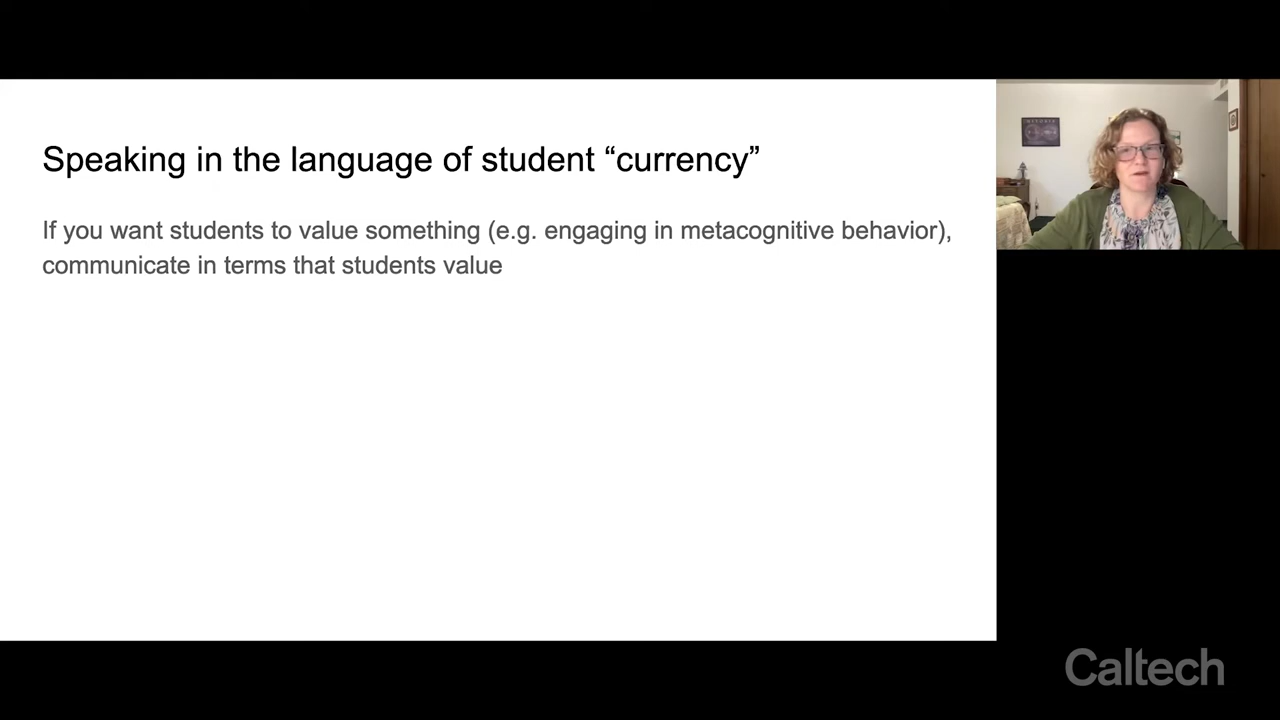 Speaking in the language of student “currency”
If you want students to value something (e.g. engaging in metacognitive behavior),
communicate in terms that students value
Caltech